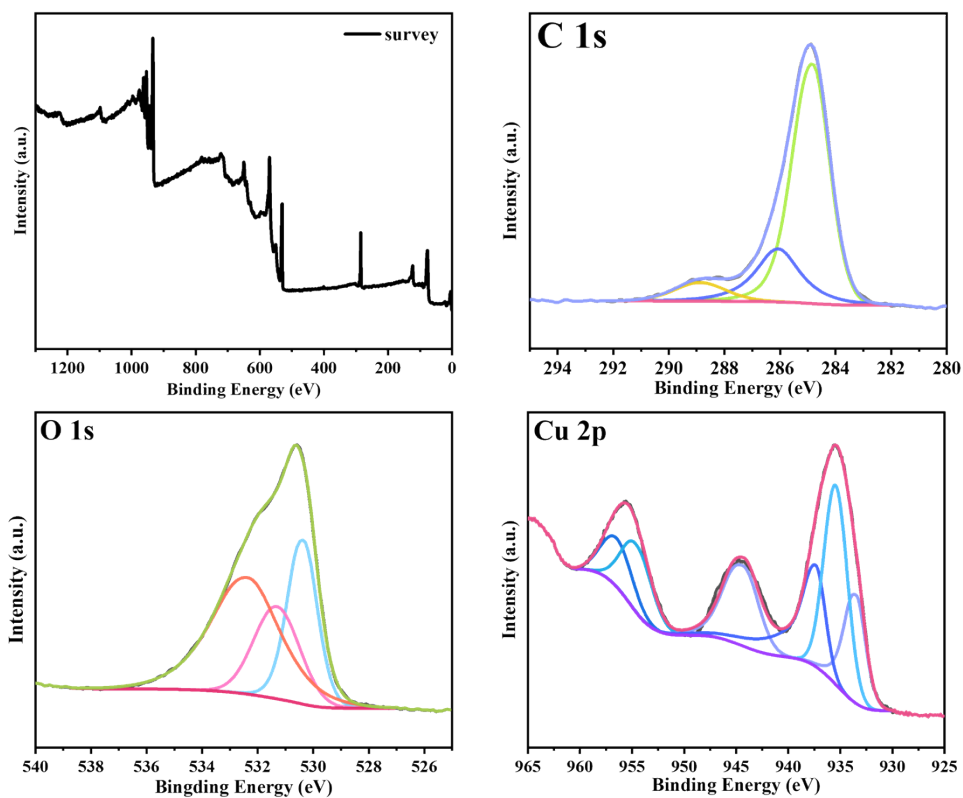 survey
Intensity (a.u.)
1200 1000 800 600 400 200 0
Binding Energy (eV)
C 1s
Intensity (a.u.)
294 292 290 288 286 284 282 280
Binding Energy (eV)
O 1s
Intensity (a.u.)
540 538 536 534 532 530 528 526
Bingding Energy (eV)
Cu 2p
Intensity (a.u.)
965 960 955 950 945 940 935 930 925
Binding Energy (eV)